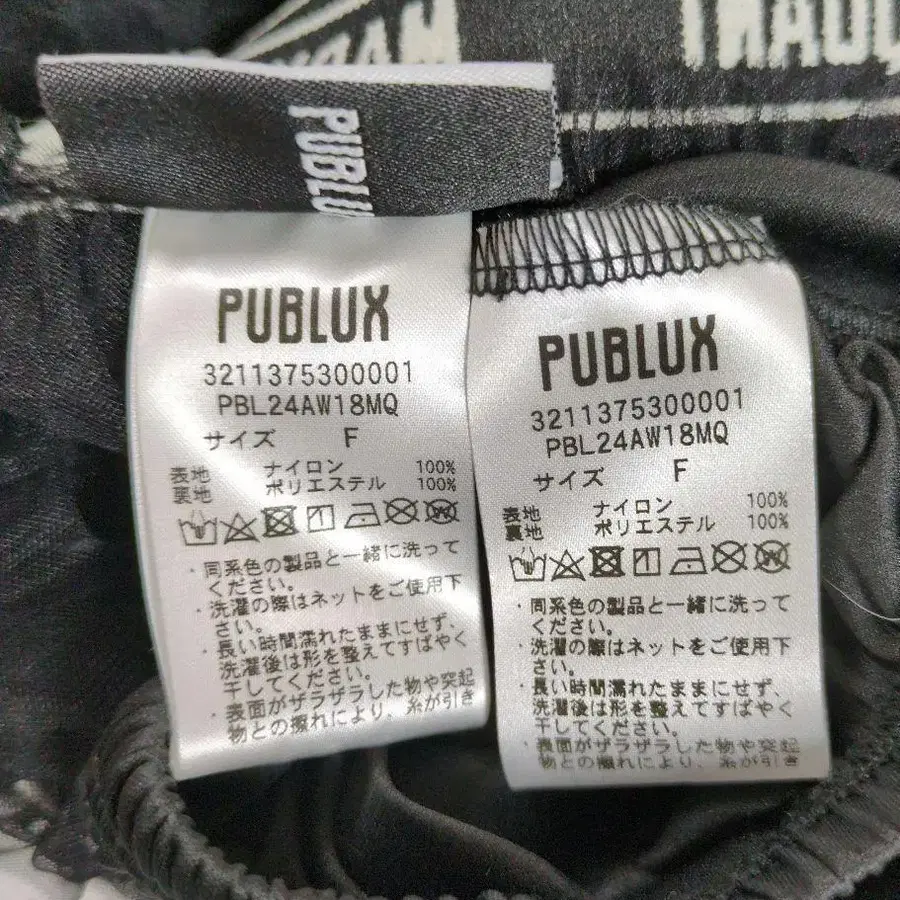 PUBLUX
PUBLUX
3211375300001
PBL24AW18MQ
サイズ F
表地 ナイロン 100%
裏地 ポリエステル 100%
・同系色の製品と一緒に洗って
ください。
・洗濯の際はネットをご使用下
さい。
・長い時間濡れたままにせず、
洗濯後は形を整えてすばやく
干してください。
・表面がザラザラした物や突起
物との擦れにより、糸が引き
PUBLUX
3211375300001
PBL24AW18MQ
サイズ F
表地 ナイロン 100%
裏地 ポリエステル 100%
・同系色の製品と一緒に洗って
ください。
・洗濯の際はネットをご使用下
さい。
・長い時間濡れたままにせず、
洗濯後は形を整えてすばやく
干してください。
・表面がザラザラした物や突起
物との擦れにより、糸が引き